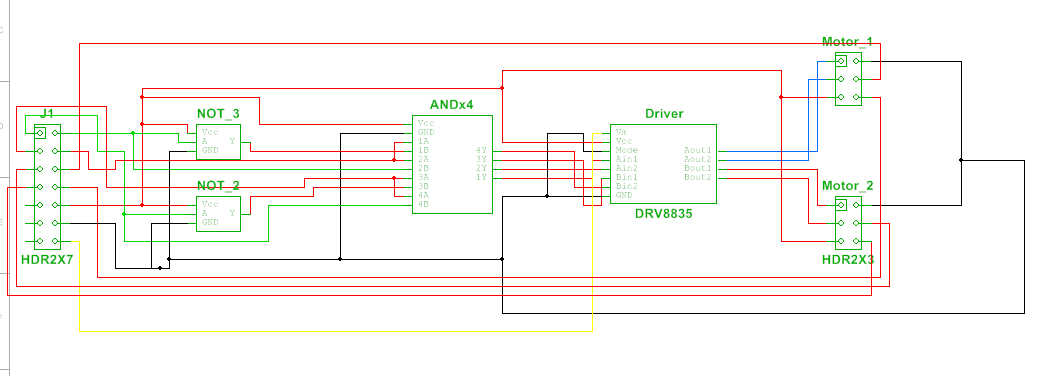 Motor_1
J1
NOT_3
ANDx4
Driver
Vcc
A
Y
GND
Vcc
GND
1A
1B
2A
2B
3A
3B
4A
4B
4Y
3Y
2Y
1Y
Vm
Vcc
Mode
Ain1
Ain2
Bin1
Bin2
GND
Aout1
Aout2
Bout1
Bout2
NOT_2
Vcc
A
Y
GND
Motor_2
DRV8835
HDR2X7
HDR2X3